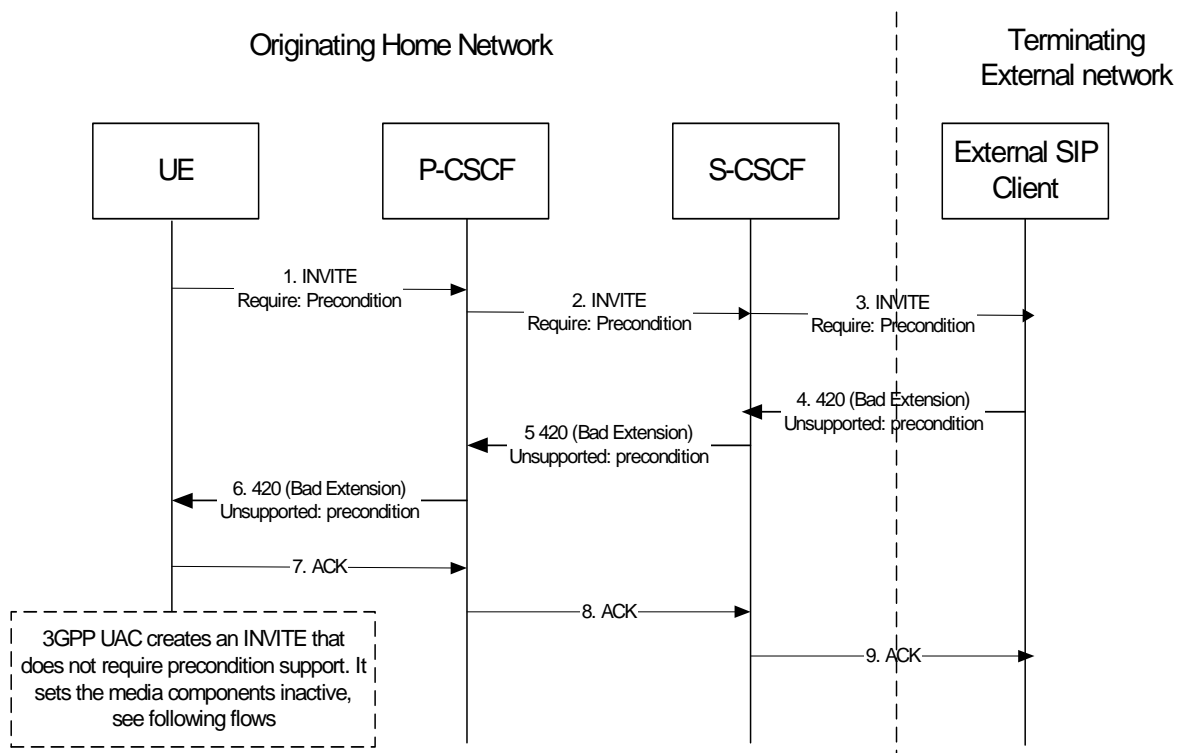 Originating Home Network
Terminating
External network
UE
P-CSCF
S-CSCF
External SIP
Client
1. INVITE
Require: Precondition
2. INVITE
Require: Precondition
3. INVITE
Require: Precondition
4. 420 (Bad Extension)
Unsupported: precondition
5 420 (Bad Extension)
Unsupported: precondition
6. 420 (Bad Extension)
Unsupported: precondition
7. ACK
8. ACK
9. ACK
3GPP UAC creates an INVITE that
does not require precondition support. It
sets the media components inactive,
see following flows